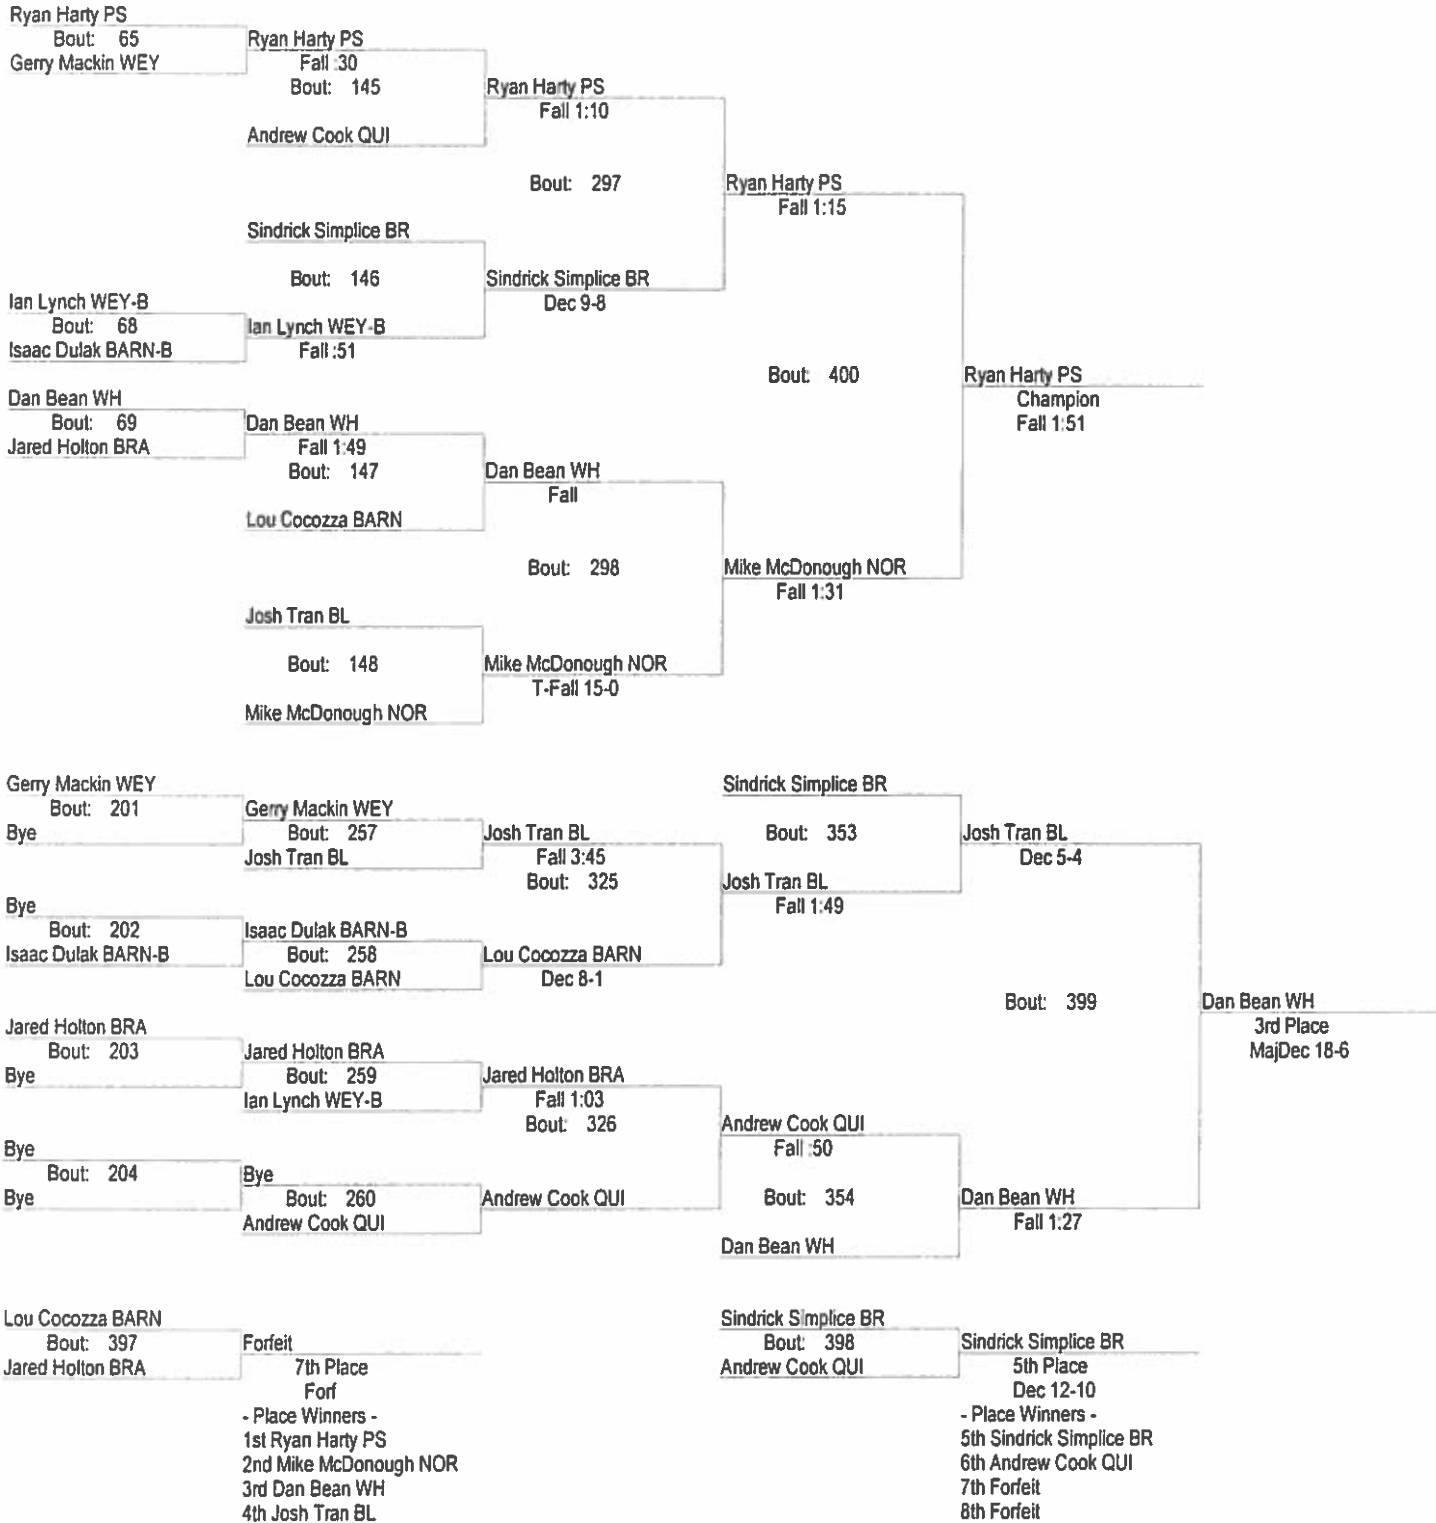 Ryan Harty PS
Bout: 65
Gerry Mackin WEY
Ryan Harty PS
Fall :30
Bout: 145
Andrew Cook QUI
Ryan Harty PS
Fall 1:10
Bout: 297
Ryan Harty PS
Fall 1:15
Sindrick Simplice BR
Bout: 146
Sindrick Simplice BR
Dec 9-8
Ian Lynch WEY-B
Bout: 68
Isaac Dulak BARN-B
Ian Lynch WEY-B
Fall :51
Bout: 400
Ryan Harty PS
Champion
Fall 1:51
Dan Bean WH
Bout: 69
Jared Holton BRA
Dan Bean WH
Fall 1:49
Bout: 147
Lou Cocozza BARN
Dan Bean WH
Fall
Bout: 298
Mike McDonough NOR
Fall 1:31
Josh Tran BL
Bout: 148
Mike McDonough NOR
Mike McDonough NOR
T-Fall 15-0
Gerry Mackin WEY
Bout: 201
Bye
Gerry Mackin WEY
Bout: 257
Josh Tran BL
Josh Tran BL
Fall 3:45
Bout: 325
Sindrick Simplice BR
Bout: 353
Josh Tran BL
Fall 1:49
Josh Tran BL
Dec 5-4
Bye
Bout: 202
Isaac Dulak BARN-B
Isaac Dulak BARN-B
Bout: 258
Lou Cocozza BARN
Lou Cocozza BARN
Dec 8-1
Bout: 399
Dan Bean WH
3rd Place
MajDec 18-6
Jared Holton BRA
Bout: 203
Bye
Jared Holton BRA
Bout: 259
Ian Lynch WEY-B
Jared Holton BRA
Fall 1:03
Bout: 326
Andrew Cook QUI
Fall :50
Bout: 354
Dan Bean WH
Dan Bean WH
Fall 1:27
Bye
Bout: 204
Bye
Bye
Bout: 260
Andrew Cook QUI
Andrew Cook QUI
Lou Cocozza BARN
Bout: 397
Jared Holton BRA
Forfeit
7th Place
Forf
- Place Winners -
1st Ryan Harty PS
2nd Mike McDonough NOR
3rd Dan Bean WH
4th Josh Tran BL
Sindrick Simplice BR
Bout: 398
Andrew Cook QUI
Sindrick Simplice BR
5th Place
Dec 12-10
- Place Winners -
5th Sindrick Simplice BR
6th Andrew Cook QUI
7th Forfeit
8th Forfeit